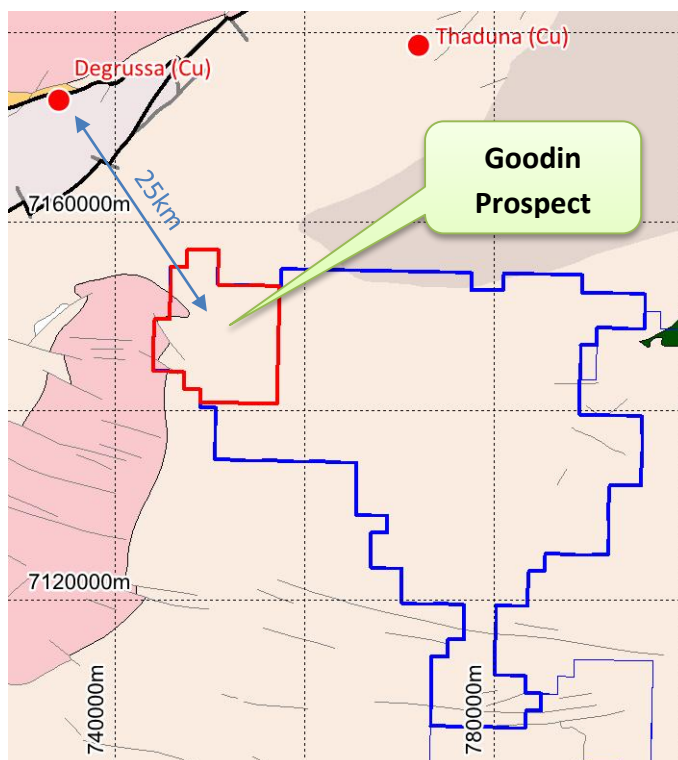 Thaduna (Cu)
Degrussa (Cu)
Goodin
Prospect
25km
7160000m
7120000m
740000m
780000m